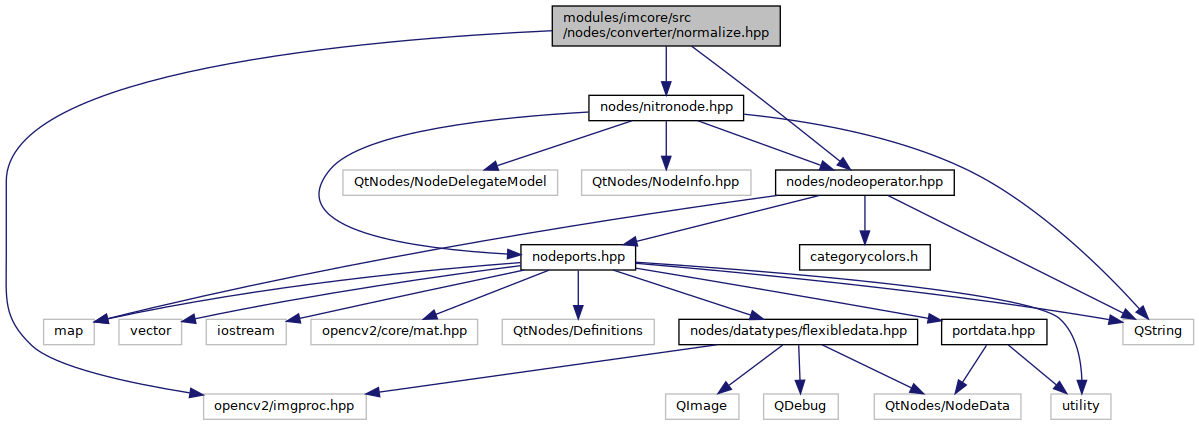 modules/imcore/src
/nodes/converter/normalize.hpp
nodes/nitronode.hpp
QtNodes/NodeDelegateModel
QtNodes/NodeInfo.hpp
nodes/nodeoperator.hpp
nodeports.hpp
categorycolors.h
map
vector
iostream
opencv2/core/mat.hpp
QtNodes/Definitions
nodes/datatypes/flexibledata.hpp
portdata.hpp
QString
opencv2/imgproc.hpp
QImage
QDebug
QtNodes/NodeData
utility